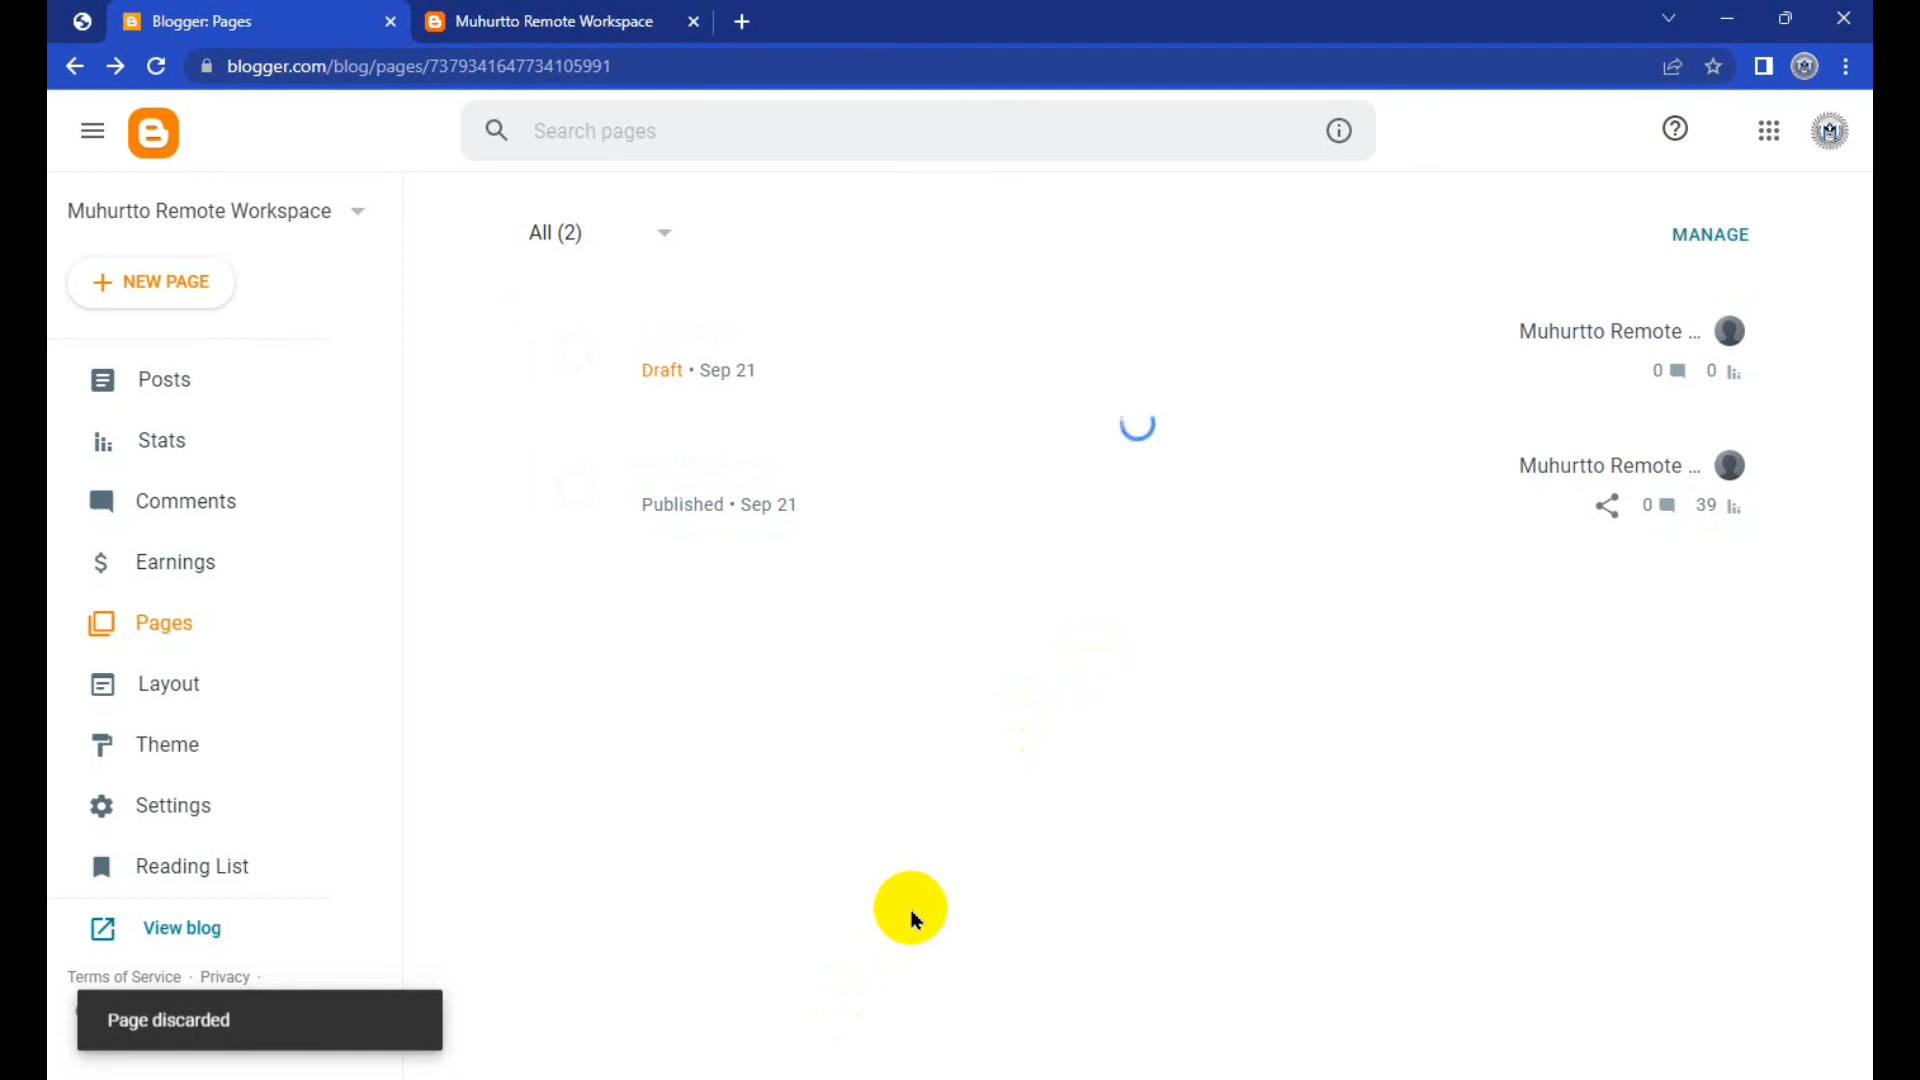 Blogger: Pages
Muhurtto Remote Workspace
blogger.com/blog/pages/7379341647734105991
Search pages
Muhurtto Remote Workspace
NEW PAGE
Posts
Stats
Comments
Earnings
Pages
Layout
Theme
Settings
Reading List
View blog
Terms of Service · Privacy ·
Page discarded
All (2)
MANAGE
Muhurtto Remote ...
Draft • Sep 21
0 0
Muhurtto Remote ...
Published • Sep 21
0 39